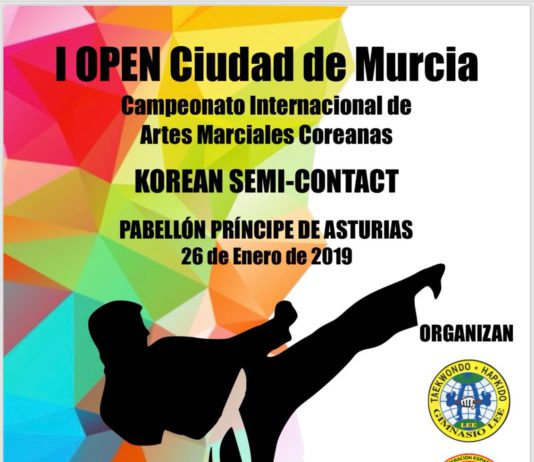 I OPEN Ciudad de Murcia
Campeonato Internacional de
Artes Marciales Coreanas
KOREAN SEMI-CONTACT
PABELLÓN PRÍNCIPE DE ASTURIAS
26 de Enero de 2019
ORGANIZAN
TAEKWONDO • HAPKIDO
LEE
GIMNASIO LEE